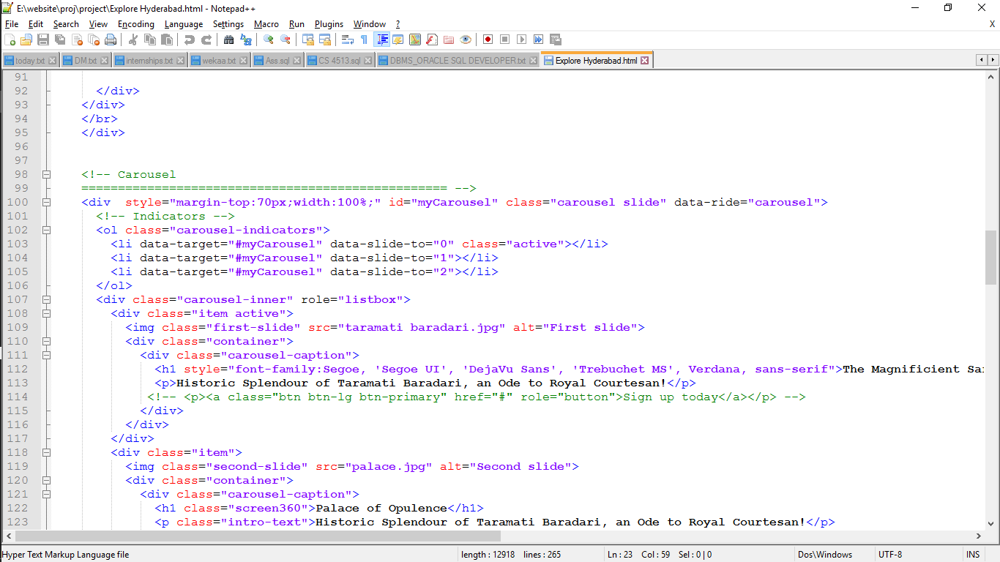 E:\website\proj\project\Explore Hyderabad.html - Notepad++
File Edit Search View Encoding Language Settings Macro Run Plugins Window ? X
today.txt DM.txt internships.txt wekaa.txt Ass.sql CS 4513.sql DBMS_ORACLE SQL DEVELOPER.txt Explore Hyderabad.html
91
92 </div>
93 </div>
94 </br>
95 </div>
96
97
98 <!-- Carousel
99 ================================================== -->
100 <div  style="margin-top:70px;width:100%;" id="myCarousel" class="carousel slide" data-ride="carousel">
101 <!-- Indicators -->
102 <ol class="carousel-indicators">
103 <li data-target="#myCarousel" data-slide-to="0" class="active"></li>
104 <li data-target="#myCarousel" data-slide-to="1"></li>
105 <li data-target="#myCarousel" data-slide-to="2"></li>
106 </ol>
107 <div class="carousel-inner" role="listbox">
108 <div class="item active">
109 <img class="first-slide" src="taramati baradari.jpg" alt="First slide">
110 <div class="container">
111 <div class="carousel-caption">
112 <h1 style="font-family:Segoe, 'Segoe UI', 'DejaVu Sans', 'Trebuchet MS', Verdana, sans-serif">The Magnificient
113 <p>Historic Splendour of Taramati Baradari, an Ode to Royal Courtesan!</p>
114 <!-- <p><a class="btn btn-lg btn-primary" href="#" role="button">Sign up today</a></p> -->
115 </div>
116 </div>
117 </div>
118 <div class="item">
119 <img class="second-slide" src="palace.jpg" alt="Second slide">
120 <div class="container">
121 <div class="carousel-caption">
122 <h1 class="screen360">Palace of Opulence</h1>
123 <p class="intro-text">Historic Splendour of Taramati Baradari, an Ode to Royal Courtesan!</p>
Hyper Text Markup Language file length : 12918 lines : 265 Ln : 23 Col : 59 Sel : 0 | 0 Dos\Windows UTF-8 INS